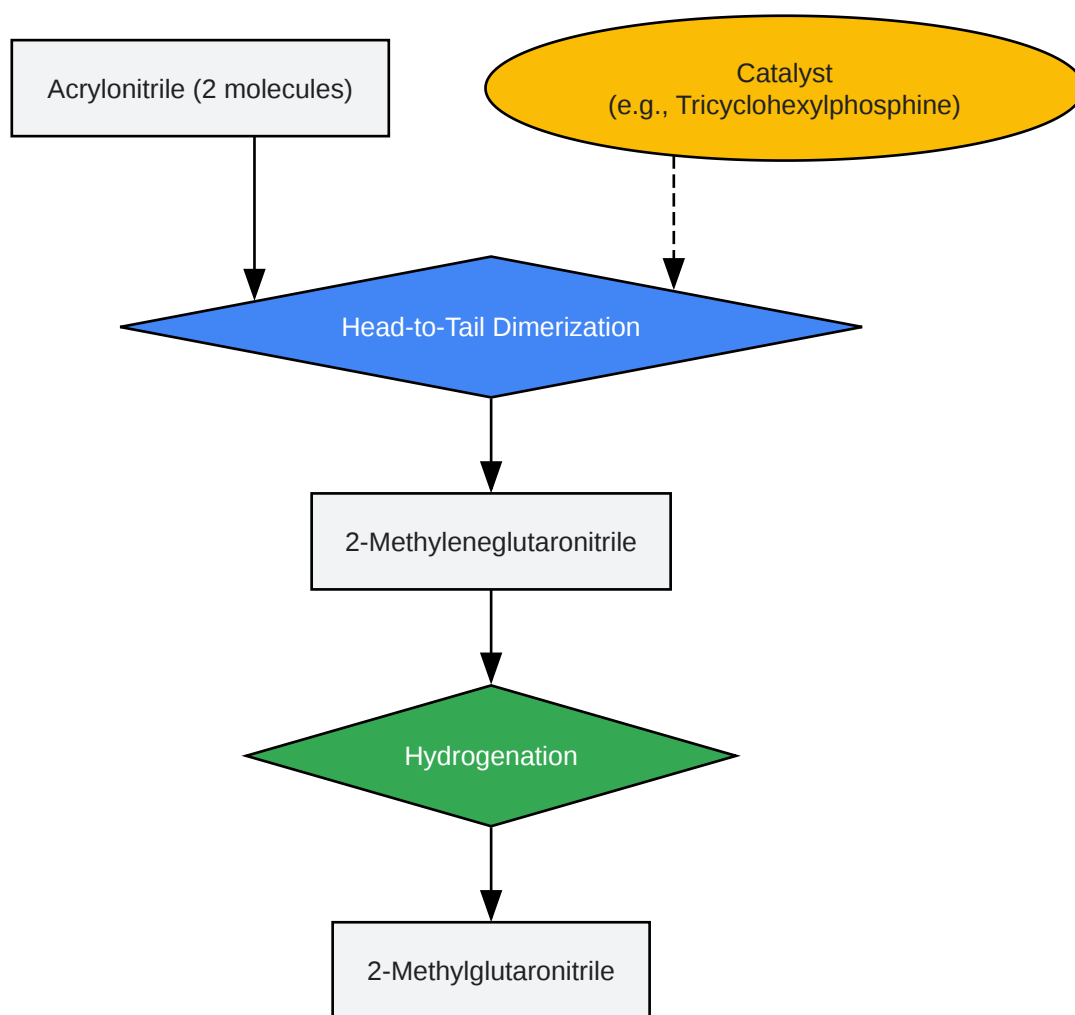 Acrylonitrile (2 molecules)
Catalyst
(e.g., Tricyclohexylphosphine)
Head-to-Tail Dimerization
2-Methyleneglutaronitrile
Hydrogenation
2-Methylglutaronitrile